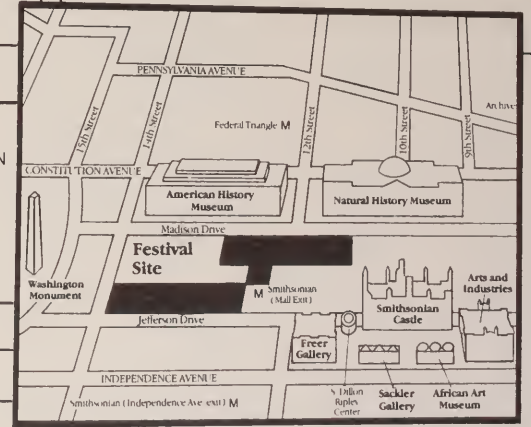 PENNSYLVANIA AVENUE
15th Street
14th Street
12th Street
10th Street
9th Street
Archive
Federal Triangle M
N
CONSTITUTION AVENUE
American History
Museum
Natural History Museum
Madison Drive
Festival
Site
Washington
Monument
M Smithsonian
(Mall Exit)
Smithsonian
Castle
Arts and
Industries
Jefferson Drive
Freer
Gallery
INDEPENDENCE AVENUE
S. Dillon
Ripley
Center
Sackler
Gallery
African Art
Museum
Smithsonian (Independence Ave. exit) M